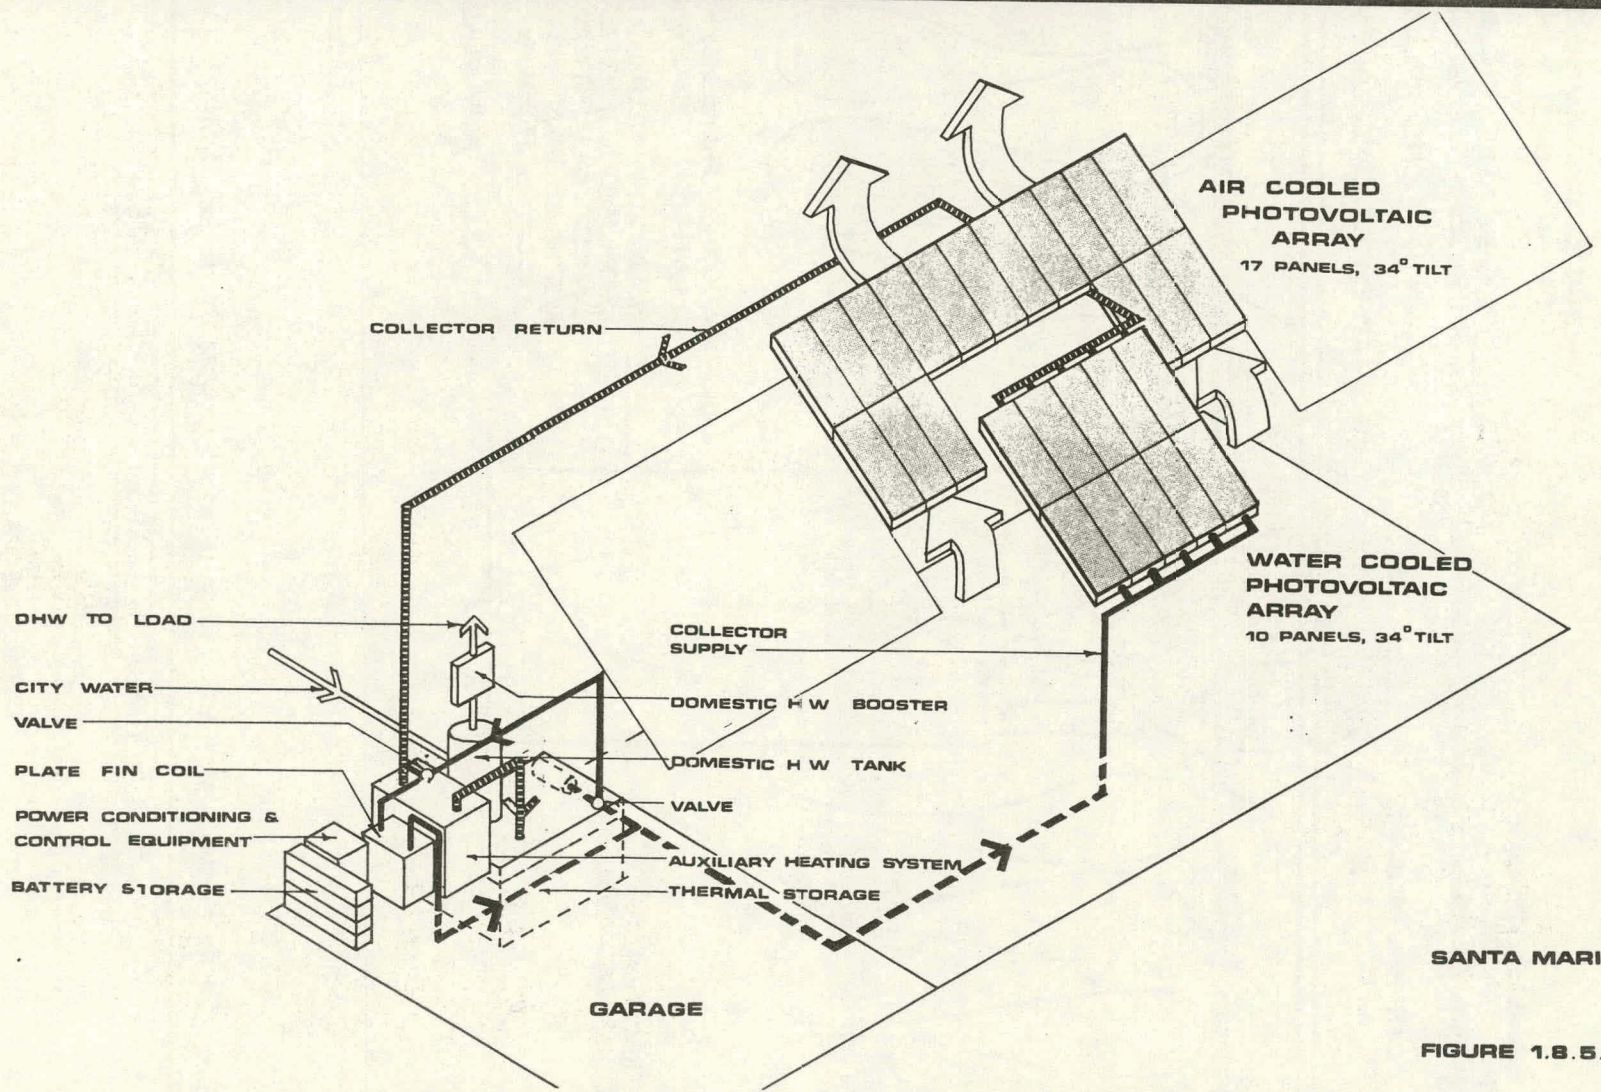 AIR COOLED
PHOTOVOLTAIC
ARRAY
17 PANELS, 34° TILT
COLLECTOR RETURN
WATER COOLED
PHOTOVOLTAIC
ARRAY
10 PANELS, 34° TILT
DHW TO LOAD
COLLECTOR
SUPPLY
CITY WATER
DOMESTIC H W BOOSTER
VALVE
PLATE FIN COIL
DOMESTIC H W TANK
VALVE
POWER CONDITIONING &
CONTROL EQUIPMENT
AUXILIARY HEATING SYSTEM
BATTERY STORAGE
THERMAL STORAGE
GARAGE
SANTA MARI
FIGURE 1.8.5.